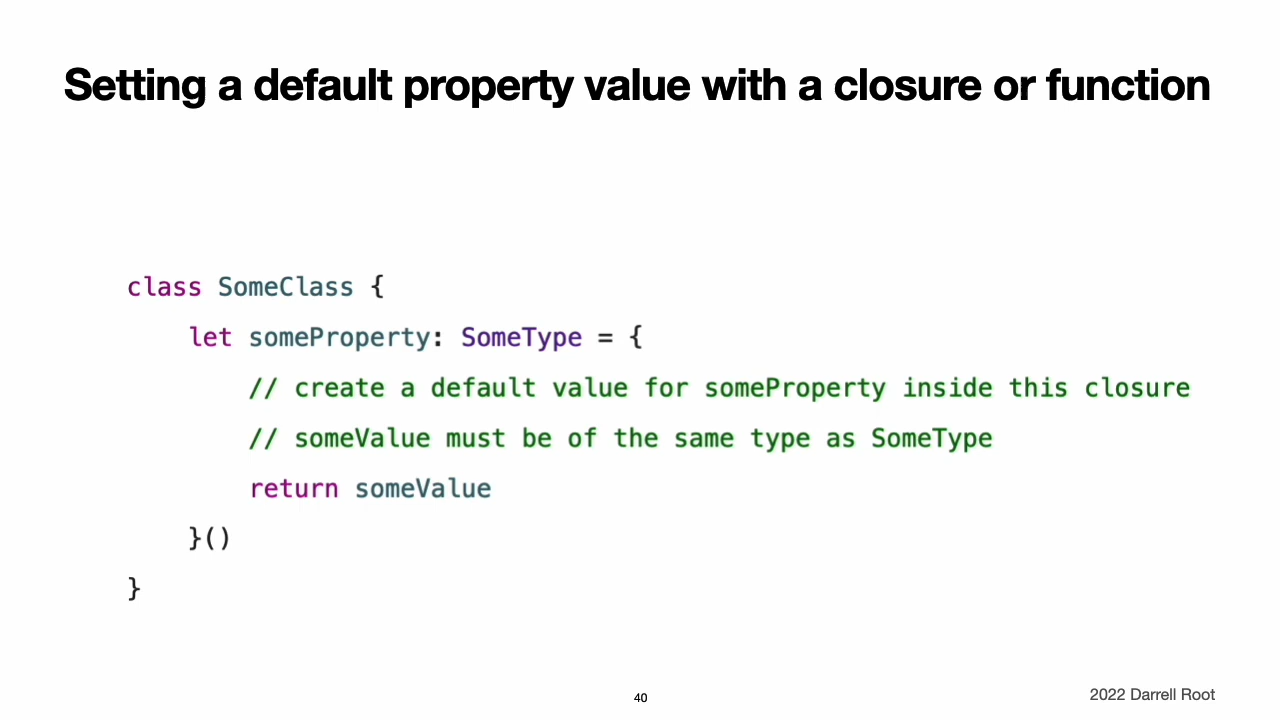 Setting a default property value with a closure or function
class SomeClass {
    let someProperty: SomeType = {
        // create a default value for someProperty inside this closure
        // someValue must be of the same type as SomeType
        return someValue
    }()
}
40
2022 Darrell Root